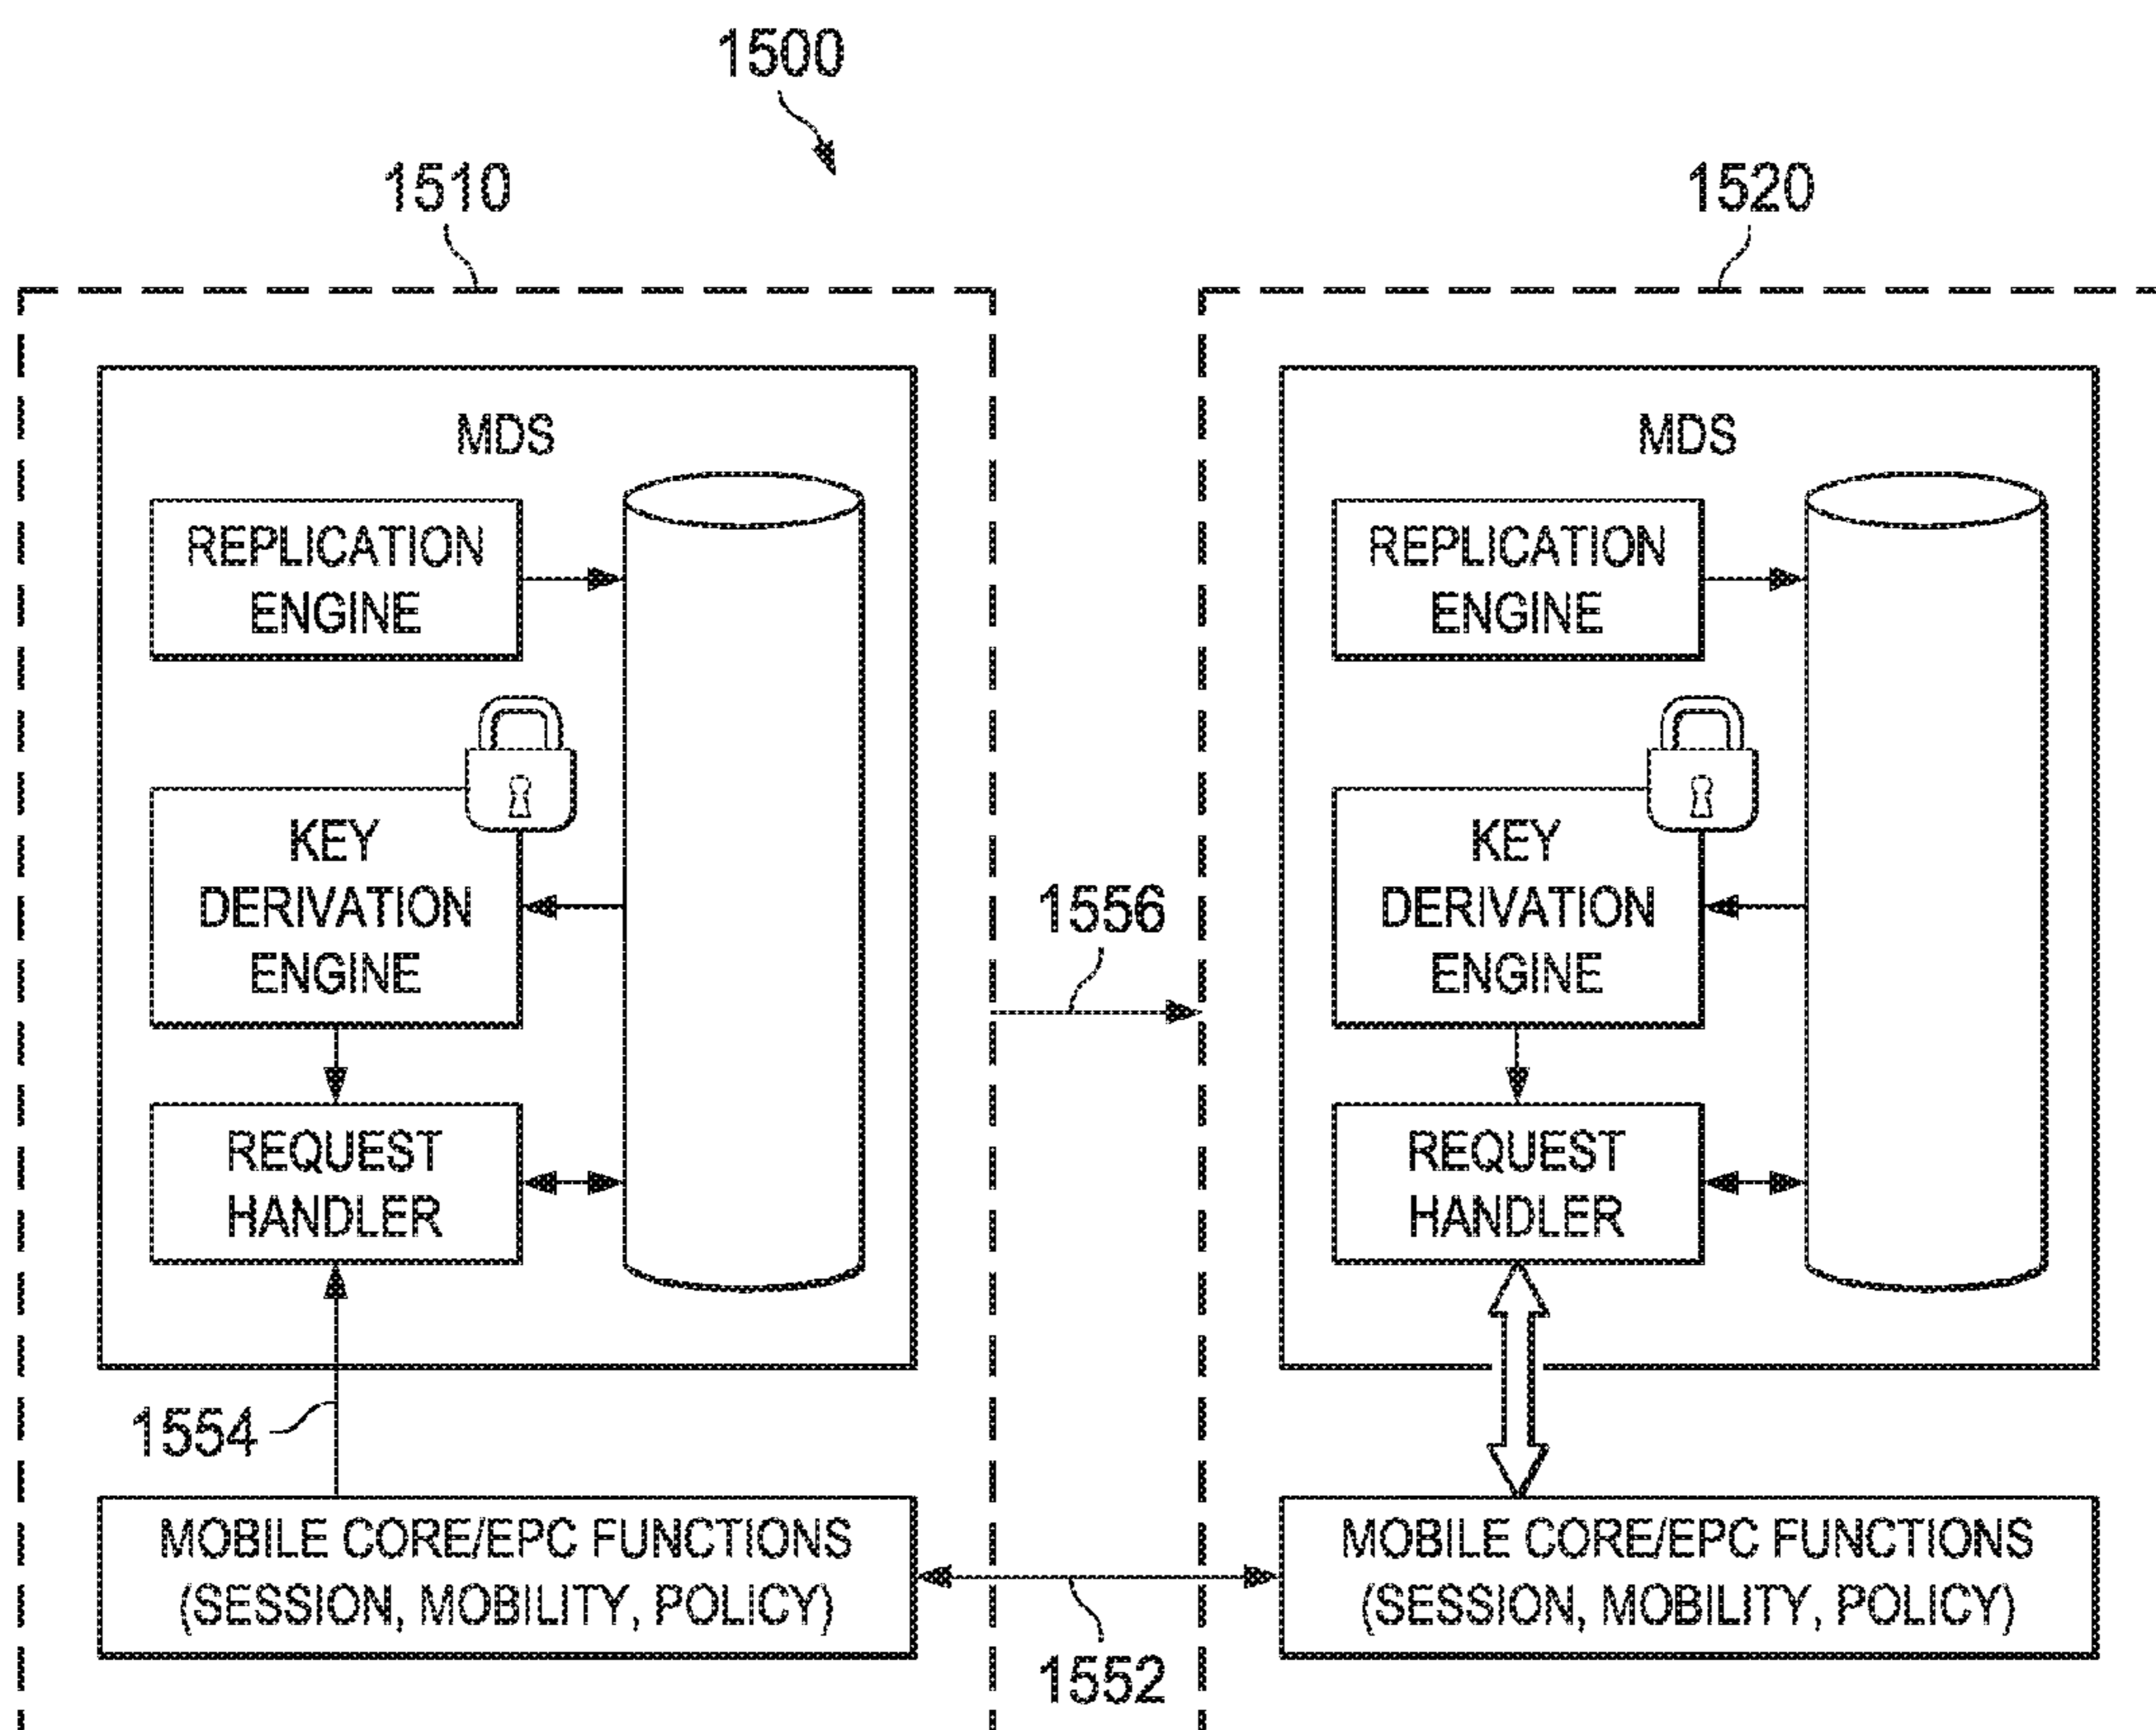 1500
1510
1520
MDS
REPLICATION
ENGINE
KEY
DERIVATION
ENGINE
REQUEST
HANDLER
1554
MOBILE CORE/EPC FUNCTIONS
(SESSION, MOBILITY, POLICY)
1556
1552
MDS
REPLICATION
ENGINE
KEY
DERIVATION
ENGINE
REQUEST
HANDLER
MOBILE CORE/EPC FUNCTIONS
(SESSION, MOBILITY, POLICY)